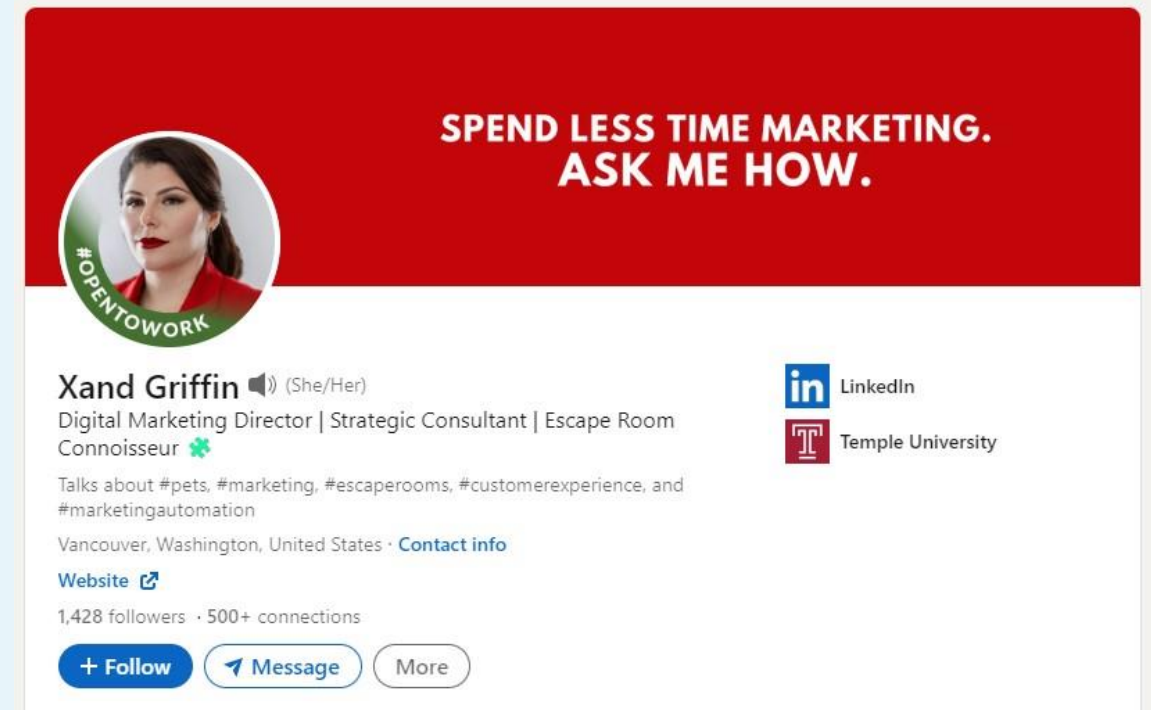 SPEND LESS TIME MARKETING.
ASK ME HOW.
#OPENTOWORK
Xand Griffin (She/Her)
Digital Marketing Director | Strategic Consultant | Escape Room
Connoisseur
Talks about #pets, #marketing, #escaperooms, #customerexperience, and
#marketingautomation
Vancouver, Washington, United States · Contact info
Website
1,428 followers · 500+ connections
+ Follow Message More
in LinkedIn
T Temple University